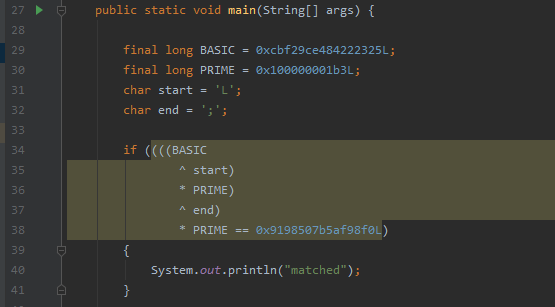 27 public static void main(String[] args) {
28
29 final long BASIC = 0xcbf29ce484222325L;
30 final long PRIME = 0x100000001b3L;
31 char start = 'L';
32 char end = ';';
33
34 if ((((BASIC
35 ^ start)
36 * PRIME)
37 ^ end)
38 * PRIME == 0x9198507b5af98f0L)
39 {
40 System.out.println("matched");
41 }